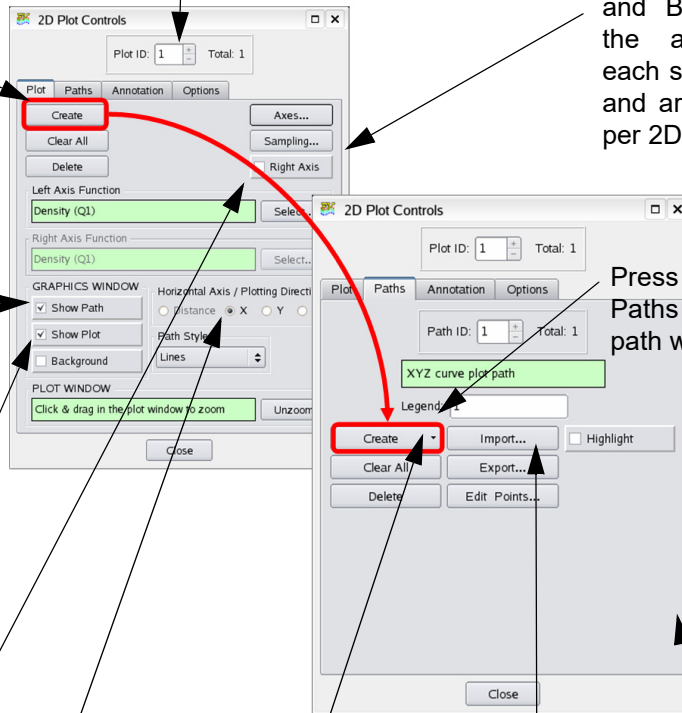 2D Plot Controls
Plot ID: 1 Total: 1
Plot Paths Annotation Options
Create Axes...
Clear All Sampling...
Delete Right Axis
Left Axis Function
Density (Q1) Select..
Right Axis Function
Density (Q1) Select..
GRAPHICS WINDOW Horizontal Axis / Plotting Directi
Show Path Distance X Y
Show Plot Path Style
Background Lines
PLOT WINDOW
Click & drag in the plot window to zoom Unzoom
Close
and B
the a
each s
and ar
per 2D
2D Plot Controls
Plot ID: 1 Total: 1
Plot Paths Annotation Options
Path ID: 1 Total: 1
XYZ curve plot path
Legend: 1
Create Import... Highlight
Clear All Export...
Delete Edit Points...
Close
Press
Paths
path w